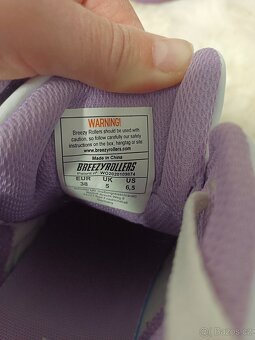 WARNING!
Breezy Rollers should be used with
caution, so follow carefully our safety
instructions on the box, hangtag or site.
www.breezyrollers.com
Made in China
BREEZYROLLERS
EUR UK US
38 5 6,5